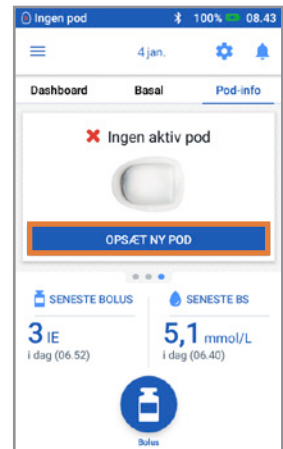 Ingen pod 100% 08.43
4 jan.
Dashboard Basal Pod-info
Ingen aktiv pod
OPSÆT NY POD
SENESTE BOLUS SENESTE BS
3 IE 5,1 mmol/L
i dag (06.52) i dag (06.40)
Bolus